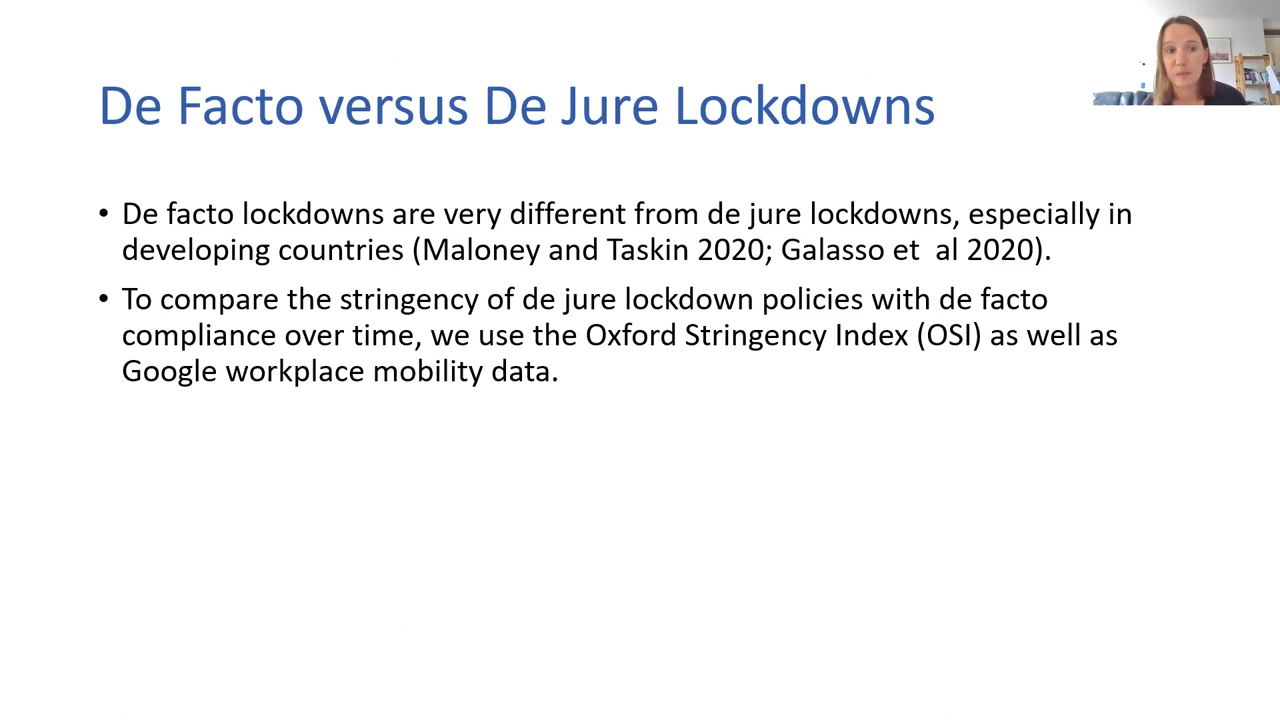 De Facto versus De Jure Lockdowns
• De facto lockdowns are very different from de jure lockdowns, especially in
developing countries (Maloney and Taskin 2020; Galasso et  al 2020).
• To compare the stringency of de jure lockdown policies with de facto
compliance over time, we use the Oxford Stringency Index (OSI) as well as
Google workplace mobility data.